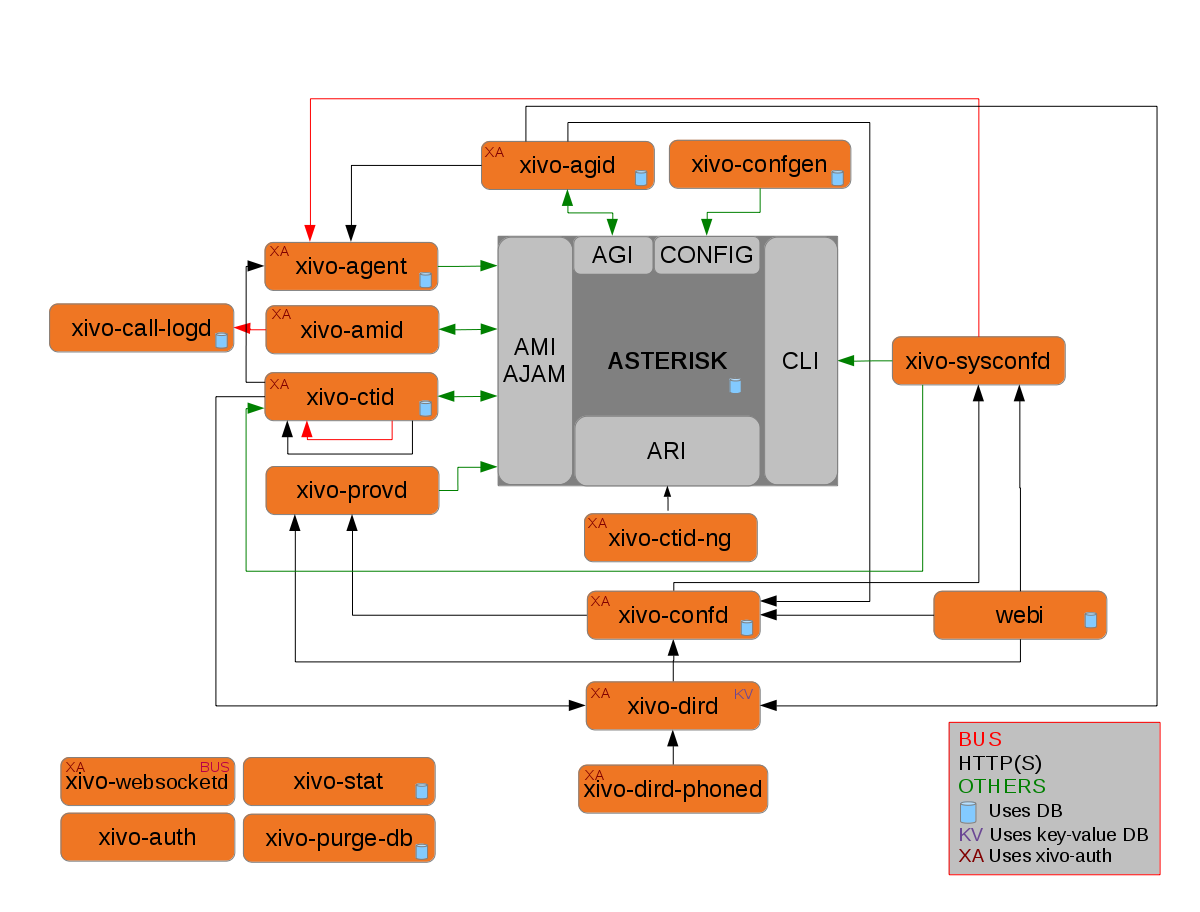 XA
xivo-agid
xivo-confgen
XA
xivo-agent
AGI
CONFIG
xivo-call-logd
XA
xivo-amid
AMI
AJAM
ASTERISK
CLI
xivo-sysconfd
XA
xivo-ctid
ARI
xivo-provd
XA
xivo-ctid-ng
XA
xivo-confd
webi
XA
KV
xivo-dird
XA
xivo-dird-phoned
XA
BUS
xivo-websocketd
xivo-stat
xivo-auth
xivo-purge-db
BUS
HTTP(S)
OTHERS
Uses DB
KV Uses key-value DB
XA Uses xivo-auth